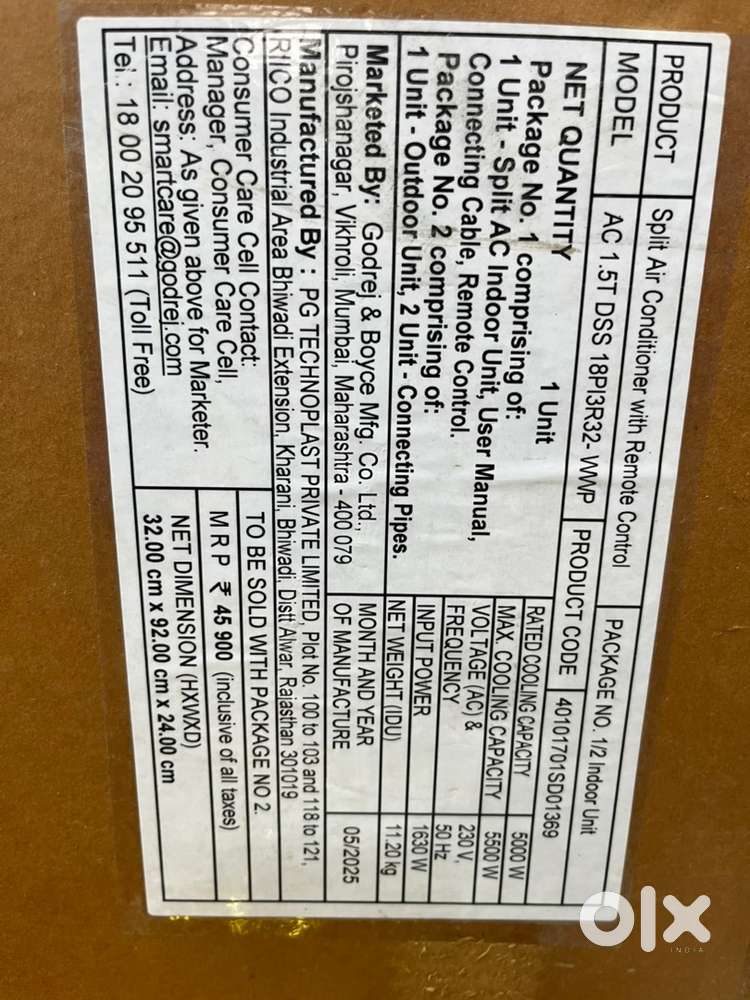 PRODUCT Split Air Conditioner with Remote Control PACKAGE NO. 1/2 Indoor Unit
MODEL AC 1.5T DSS 18PI3R32- WWP PRODUCT CODE 40101701SD01369
NET QUANTITY 1 Unit
Package No. 1 comprising of:
1 Unit - Split AC Indoor Unit, User Manual,
Connecting Cable, Remote Control.
Package No. 2 comprising of:
1 Unit - Outdoor Unit, 2 Unit - Connecting Pipes.
RATED COOLING CAPACITY 5000 W
MAX. COOLING CAPACITY 5500 W
VOLTAGE (AC) & 230 V,
FREQUENCY 50 Hz
INPUT POWER 1630 W
NET WEIGHT (IDU) 11.20 kg
Marketed By: Godrej & Boyce Mfg. Co. Ltd.,
Pirojshanagar, Vikhroli, Mumbai, Maharashtra - 400 079
MONTH AND YEAR
OF MANUFACTURE 05/2025
Manufactured By : PG TECHNOPLAST PRIVATE LIMITED, Plot No. 100 to 103 and 118 to 121,
RIICO Industrial Area Bhiwadi Extension, Kharani, Bhiwadi, Distt Alwar, Rajasthan 301019
Consumer Care Cell Contact:
Manager, Consumer Care Cell,
Address: As given above for Marketer.
Email: smartcare@godrej.com
Tel.: 18 00 20 95 511 (Toll Free)
TO BE SOLD WITH PACKAGE NO 2.
M R P ₹ 45 900 (inclusive of all taxes)
NET DIMENSION (HXWXD)
32.00 cm x 92.00 cm x 24.00 cm
olx
INDIA